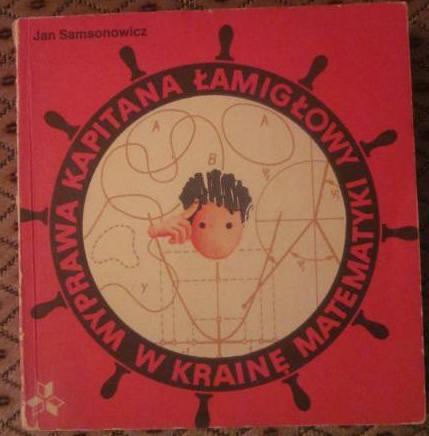 Jan Samsonowicz
WYPRAWA KAPITANA ŁAMIGŁOWY
W KRAINĘ MATEMATYKI
A
A
B
y